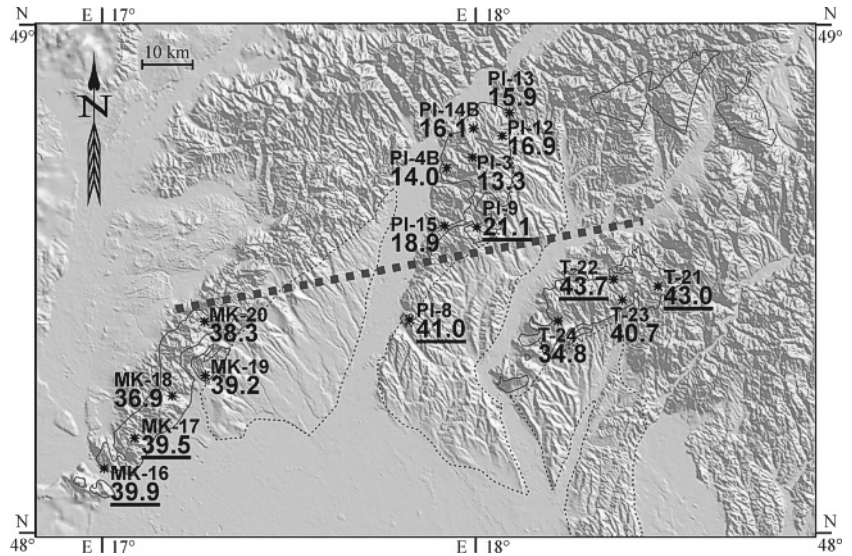 E 17°
E 18°
N
49°
N
49°
10 km
N
PI-13
15.9
PI-14B
16.1
PI-12
16.9
PI-4B
14.0
PI-3
13.3
PI-15
18.9
PI-9
21.1
T-22
43.7
T-21
43.0
T-23
40.7
T-24
34.8
PI-8
41.0
MK-20
38.3
MK-19
39.2
MK-18
36.9
MK-17
39.5
MK-16
39.9
N
48°
N
48°
E 17°
E 18°